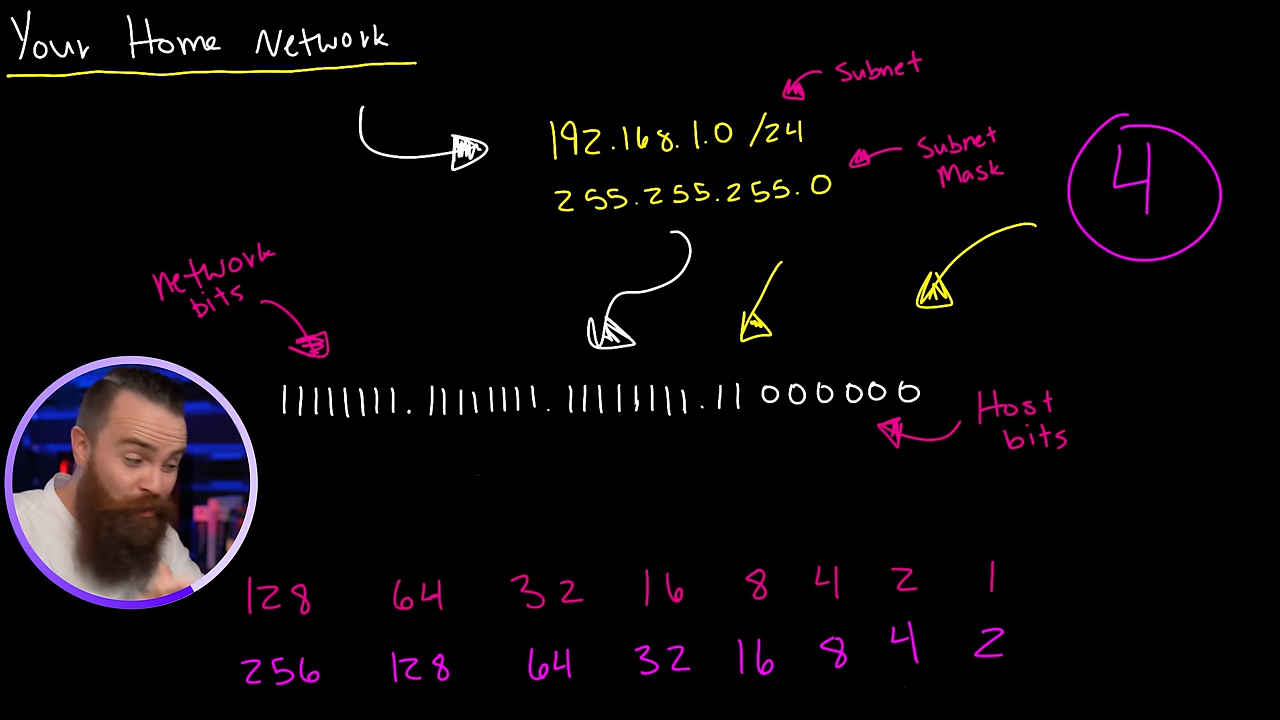 Your Home Network
Subnet
192.168.1.0 /24
Subnet
Mask
255.255.255.0
4
Network
bits
11111111.11111111.11111111.11000000
Host
bits
128 64 32 16 8 4 2 1
256 128 64 32 16 8 4 2